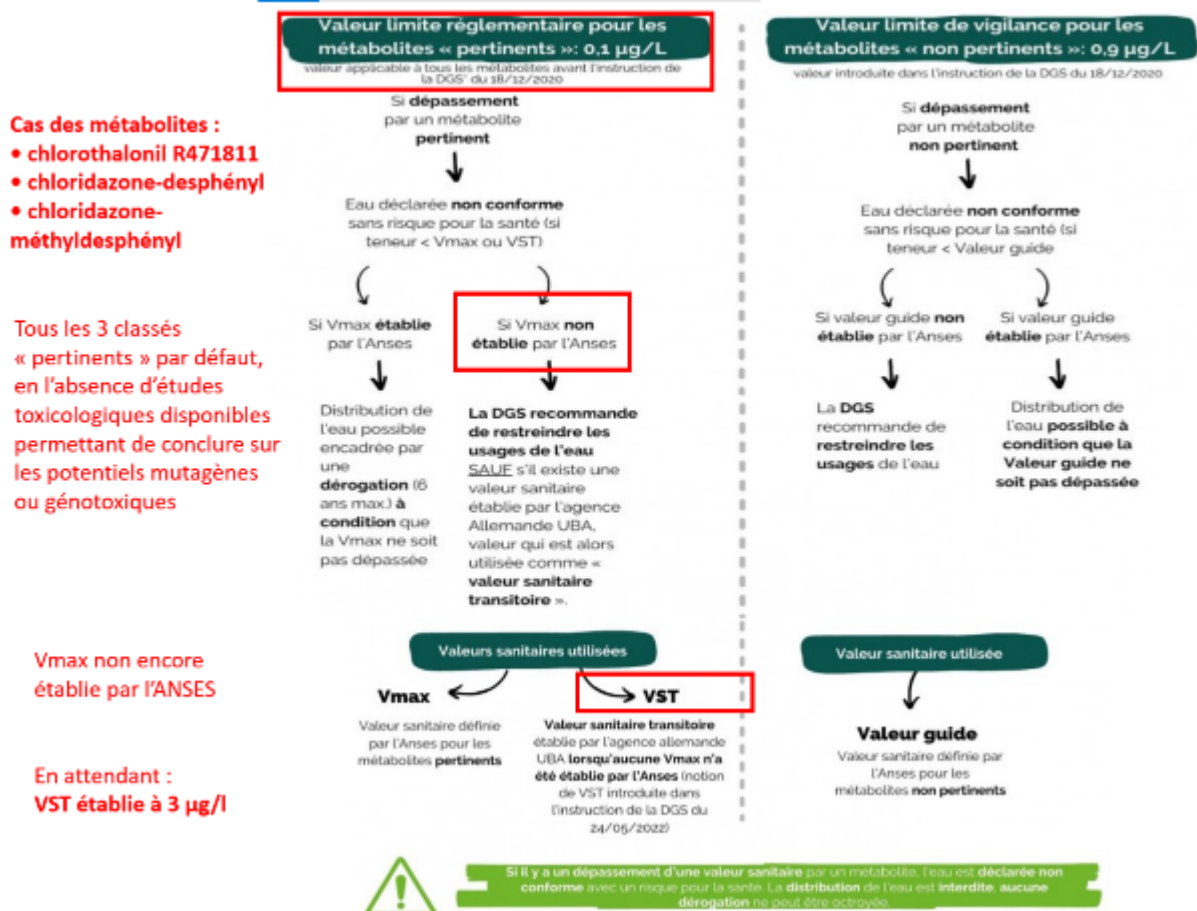 Valeur limite réglementaire pour les
métabolites « pertinents »: 0,1 µg/L
valeur applicable à tous les métabolites avant l'instruction de
la DGS* du 18/12/2020
Si dépassement
par un métabolite
pertinent
Cas des métabolites :
• chlorothalonil R471811
• chloridazone-desphényl
• chloridazone-
méthyldesphényl
Eau déclarée non conforme
sans risque pour la santé (si
teneur < Vmax ou VST)
Tous les 3 classés
« pertinents » par défaut,
en l'absence d'études
toxicologiques disponibles
permettant de conclure sur
les potentiels mutagènes
ou génotoxiques
Si Vmax établie
par l'Anses
Distribution de
l'eau possible
encadrée par
une
dérogation (6
ans max.) à
condition que
la Vmax ne soit
pas dépassée
Si Vmax non
établie par l'Anses
La DGS recommande
de restreindre les
usages de l'eau
SAUF s'il existe une
valeur sanitaire
établie par l'agence
Allemande UBA,
valeur qui est alors
utilisée comme «
valeur sanitaire
transitoire ».
Valeur limite de vigilance pour les
métabolites « non pertinents »: 0,9 µg/L
valeur introduite dans l'instruction de la DGS du 18/12/2020
Si dépassement
par un métabolite
non pertinent
Eau déclarée non conforme
sans risque pour la santé (si
teneur < Valeur guide
Si valeur guide non
établie par l'Anses
La DGS
recommande de
restreindre les
usages de l'eau
Si valeur guide
établie par l'Anses
Distribution de
l'eau possible à
condition que la
Valeur guide ne
soit pas dépassée
Vmax non encore
établie par l'ANSES
En attendant :
VST établie à 3 µg/l
Valeurs sanitaires utilisées
Vmax
Valeur sanitaire définie
par l'Anses pour les
métabolites pertinents
VST
Valeur sanitaire transitoire
établie par l'agence allemande
UBA lorsqu'aucune Vmax n'a
été établie par l'Anses (notion
de VST introduite dans
l'instruction de la DGS du
24/05/2022)
Valeur sanitaire utilisée
Valeur guide
Valeur sanitaire définie par
l'Anses pour les
métabolites non pertinents
Si il y a un dépassement d'une valeur sanitaire par un métabolite, l'eau est déclarée non
conforme avec un risque pour la santé. La distribution de l'eau est interdite, aucune
dérogation ne peut être octroyée.